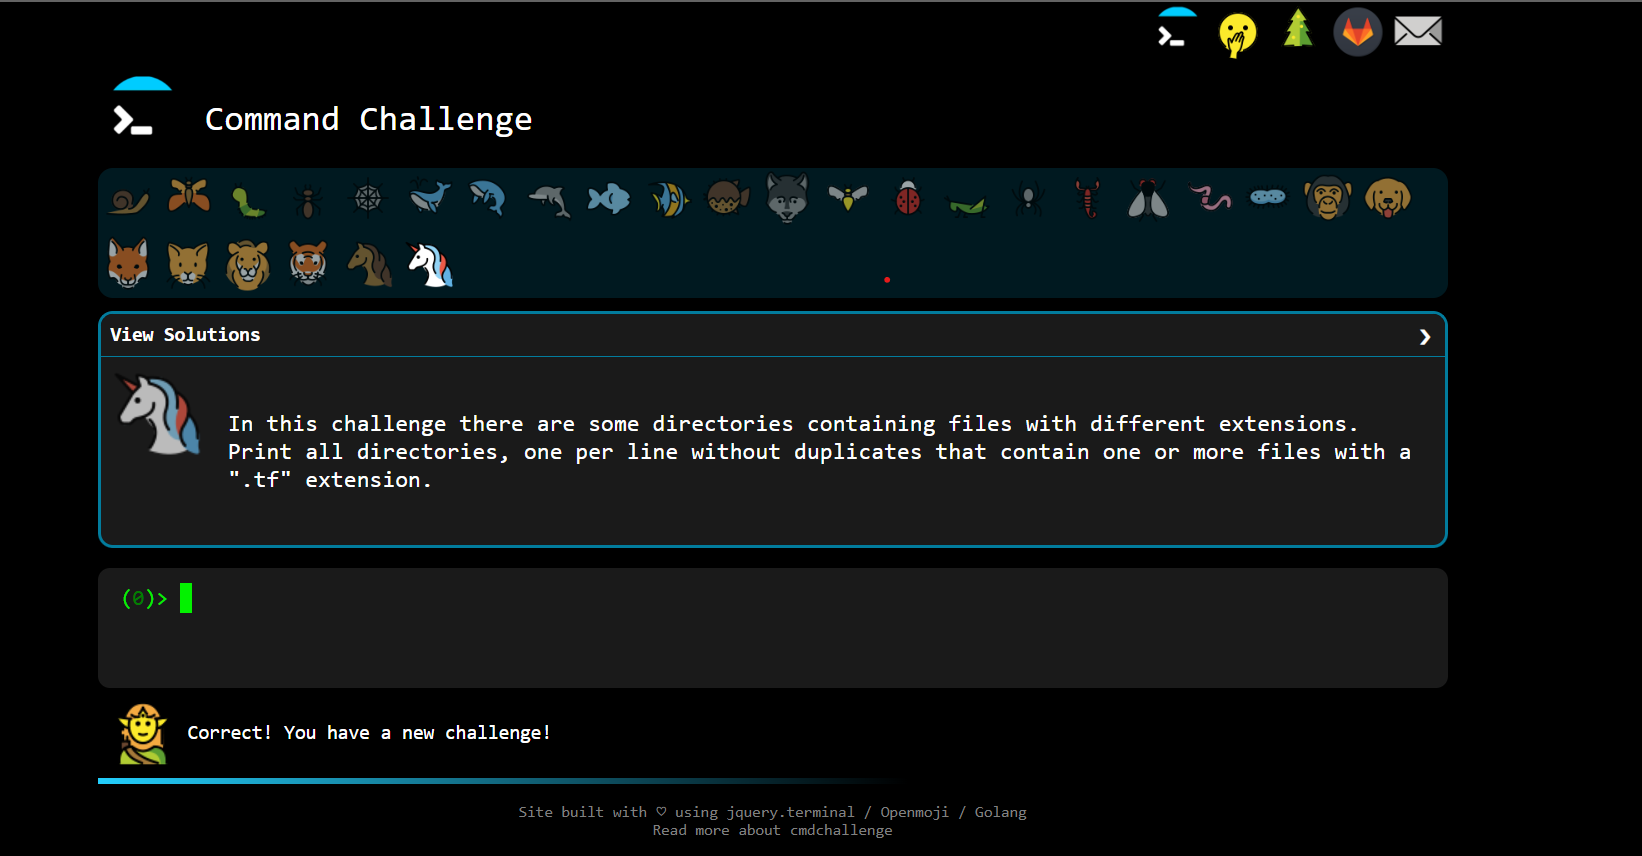 Command Challenge
View Solutions
In this challenge there are some directories containing files with different extensions.
Print all directories, one per line without duplicates that contain one or more files with a
".tf" extension.
(0)>
Correct! You have a new challenge!
Site built with ♡ using jquery.terminal / Openmoji / Golang
Read more about cmdchallenge